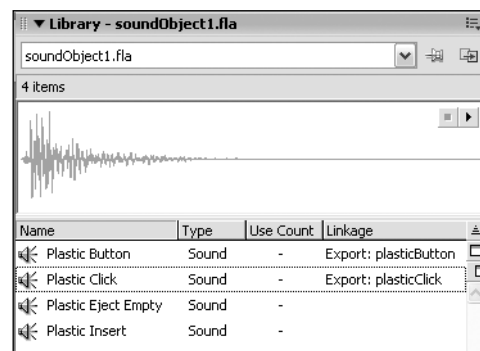 Library - soundObject1.fla
soundObject1.fla
4 items
Name Type Use Count Linkage
Plastic Button Sound - Export: plasticButton
Plastic Click Sound - Export: plasticClick
Plastic Eject Empty Sound -
Plastic Insert Sound -